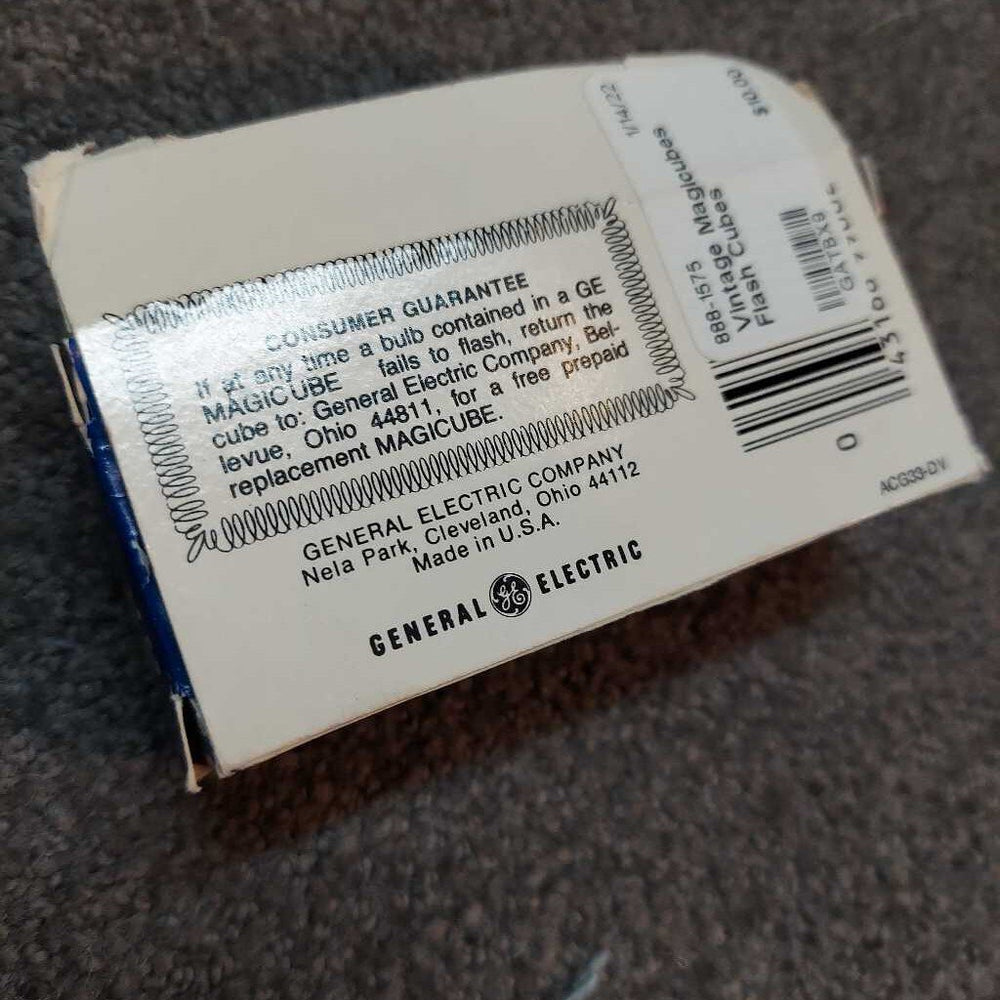 CONSUMER GUARANTEE
If at any time a bulb contained in a GE
MAGICUBE fails to flash, return the
cube to: General Electric Company, Bel-
levue, Ohio 44811, for a free prepaid
replacement MAGICUBE.
GENERAL ELECTRIC COMPANY
Nela Park, Cleveland, Ohio 44112
Made in U.S.A.
GENERAL GE ELECTRIC
888-1575
Vintage Magicubes
Flash Cubes
1/14/22
$10.00
GATBX9
0
ACG33-DV